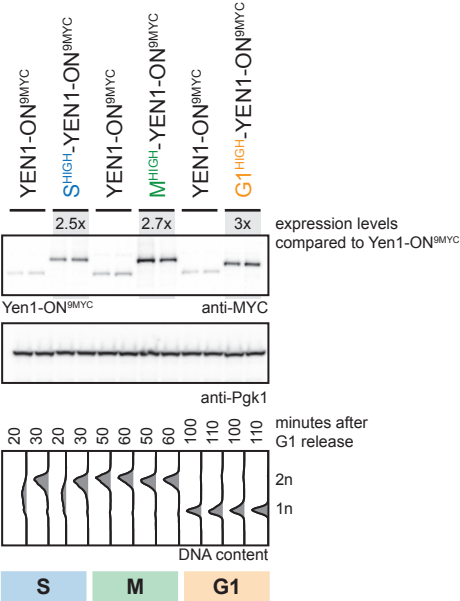 YEN1-ON9MYC
SHIGH-YEN1-ON9MYC
YEN1-ON9MYC
MHIGH-YEN1-ON9MYC
YEN1-ON9MYC
G1HIGH-YEN1-ON9MYC
2.5x 2.7x 3x expression levels
compared to Yen1-ON9MYC
Yen1-ON9MYC anti-MYC
anti-Pgk1
20 30 20 30 50 60 50 60 100 110 100 110 minutes after
G1 release
2n
1n
DNA content
S M G1